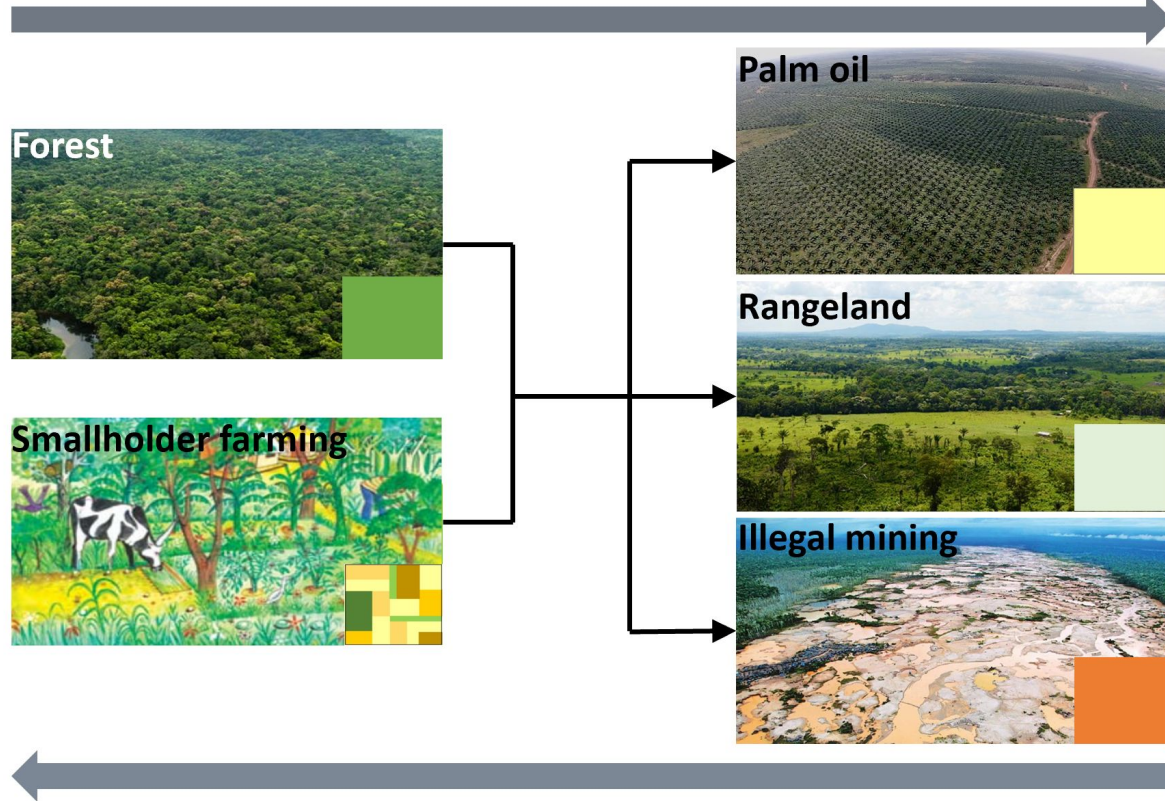 Forest
Smallholder farming
Palm oil
Rangeland
Illegal mining